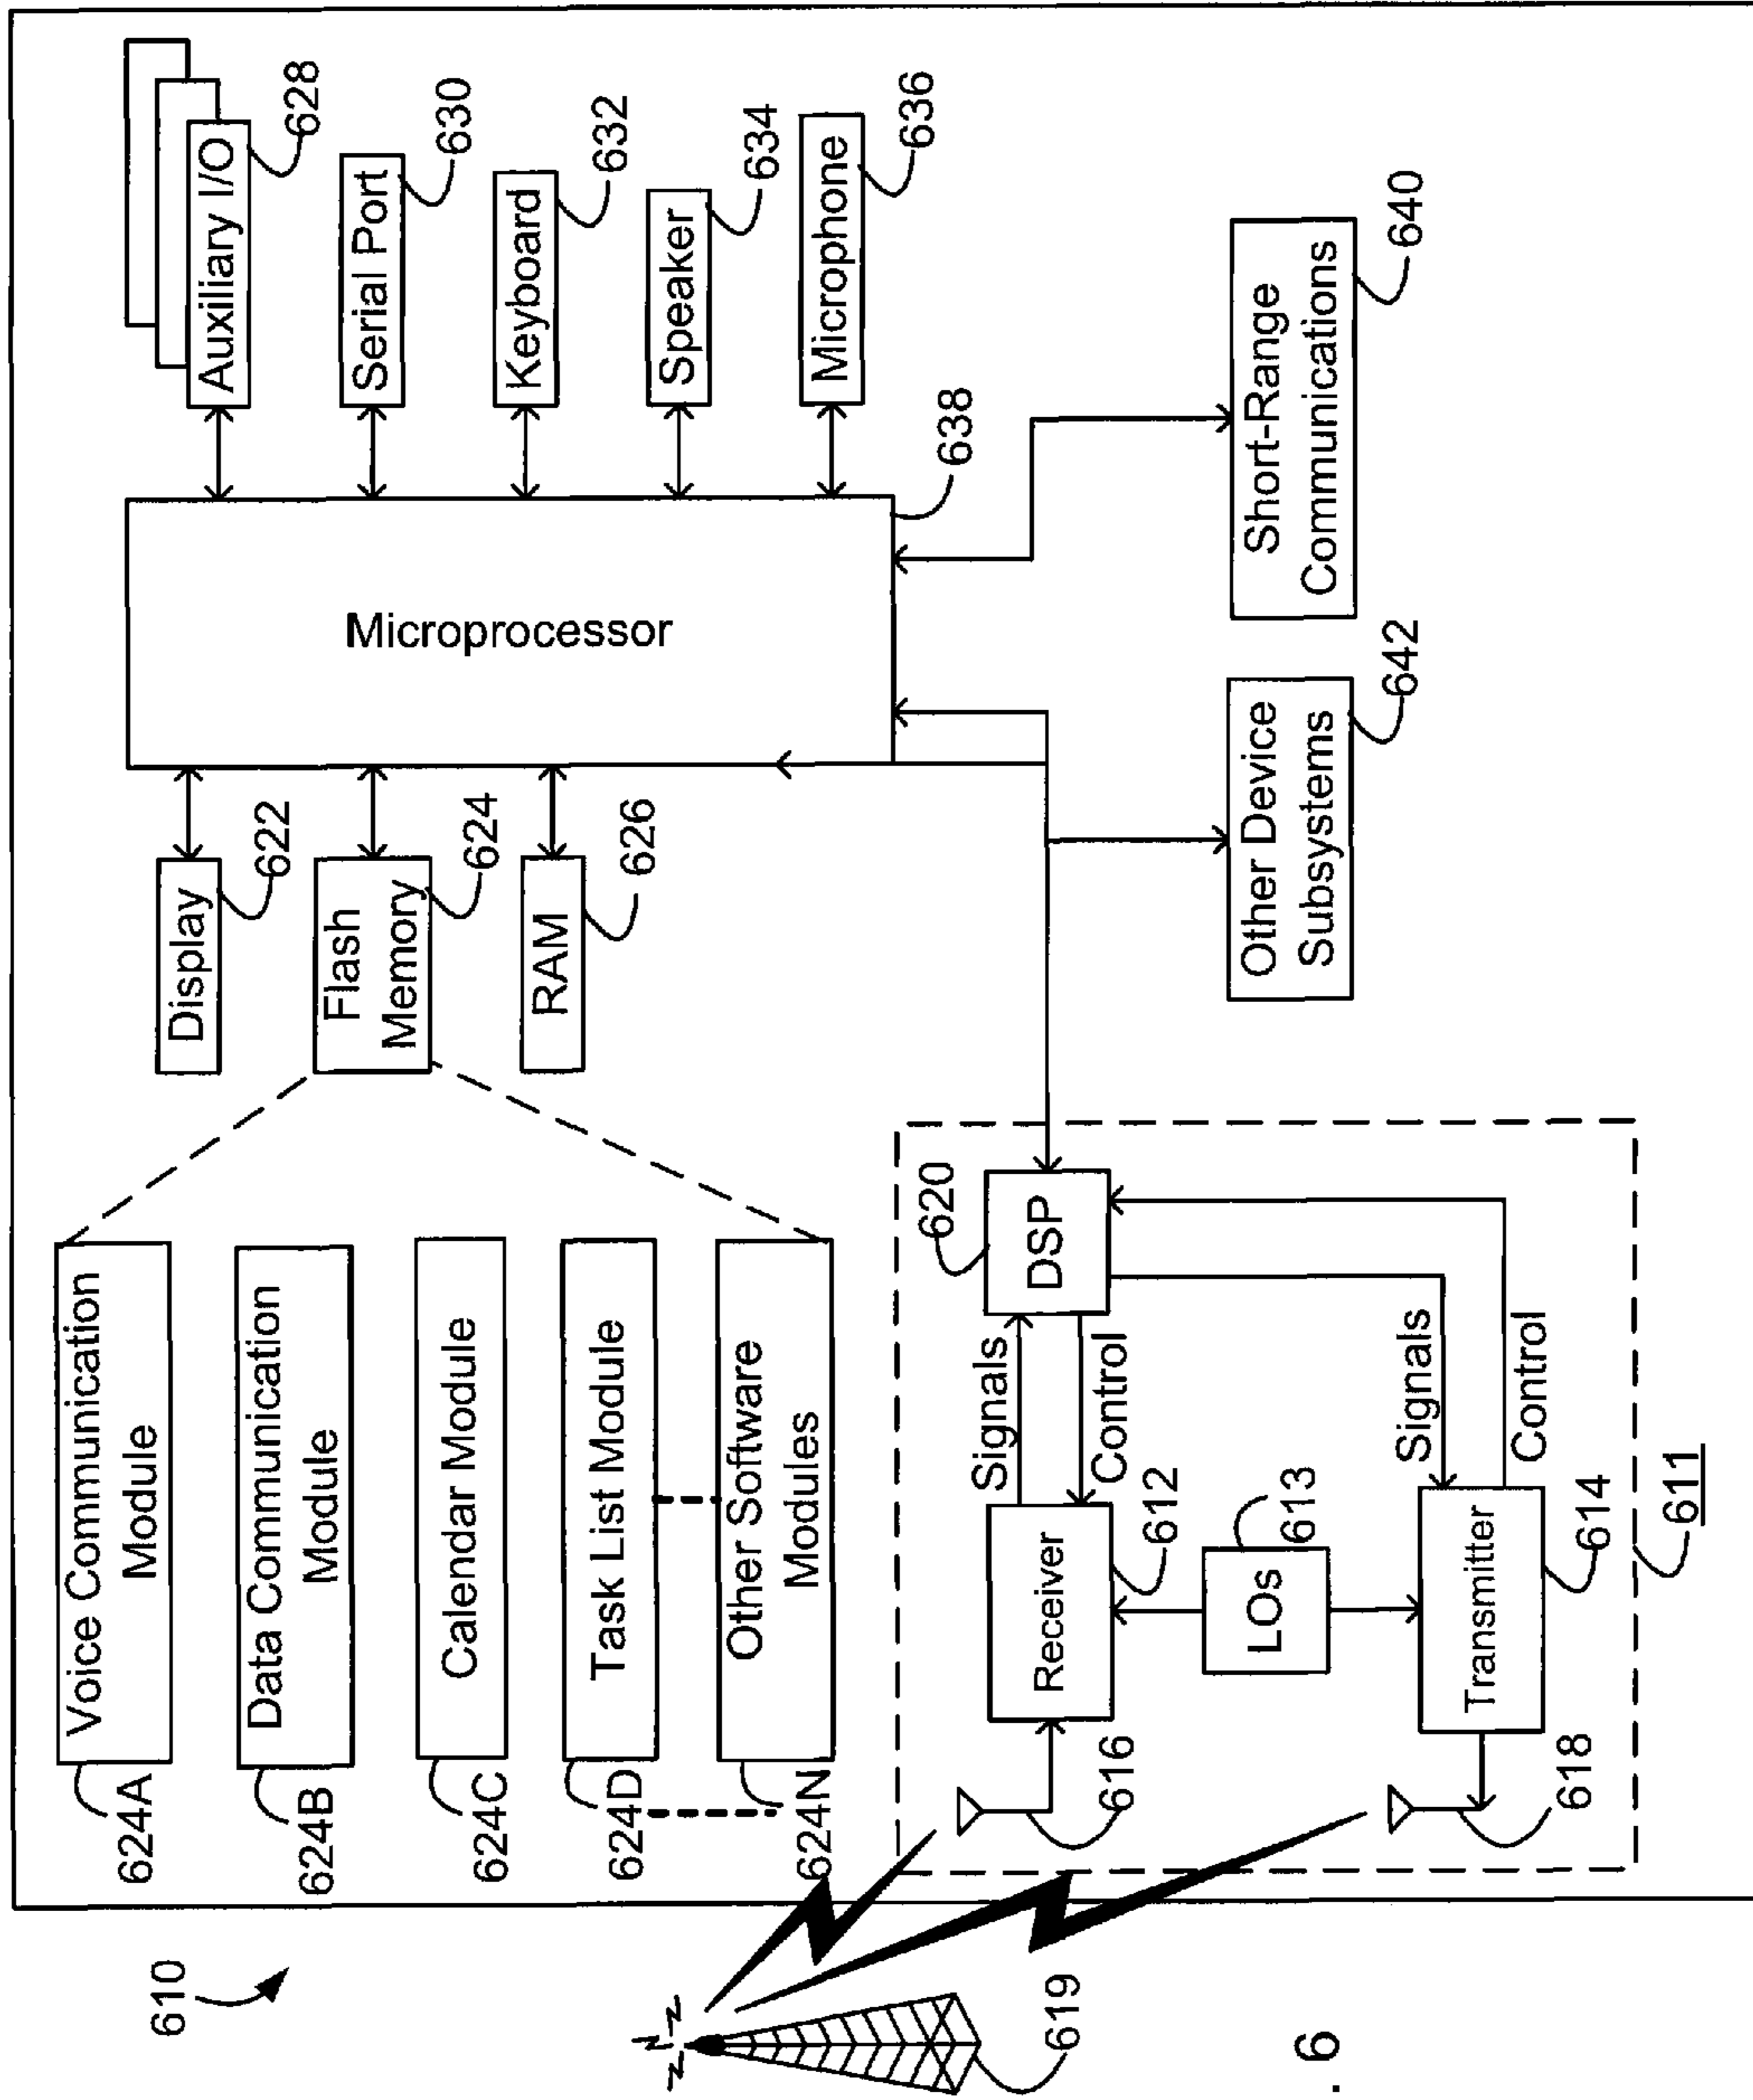 610
624A
Voice Communication
Module
624B
Data Communication
Module
624C
Calendar Module
624D
Task List Module
624N
Other Software
Modules
Display
622
Flash
Memory
624
RAM
626
Microprocessor
638
Auxiliary I/O
628
Serial Port
630
Keyboard
632
Speaker
634
Microphone
636
Short-Range
Communications
640
Other Device
Subsystems
642
DSP
620
Signals
Control
Receiver
612
LOs
613
Signals
Control
Transmitter
614
611
616
618
619
. 6